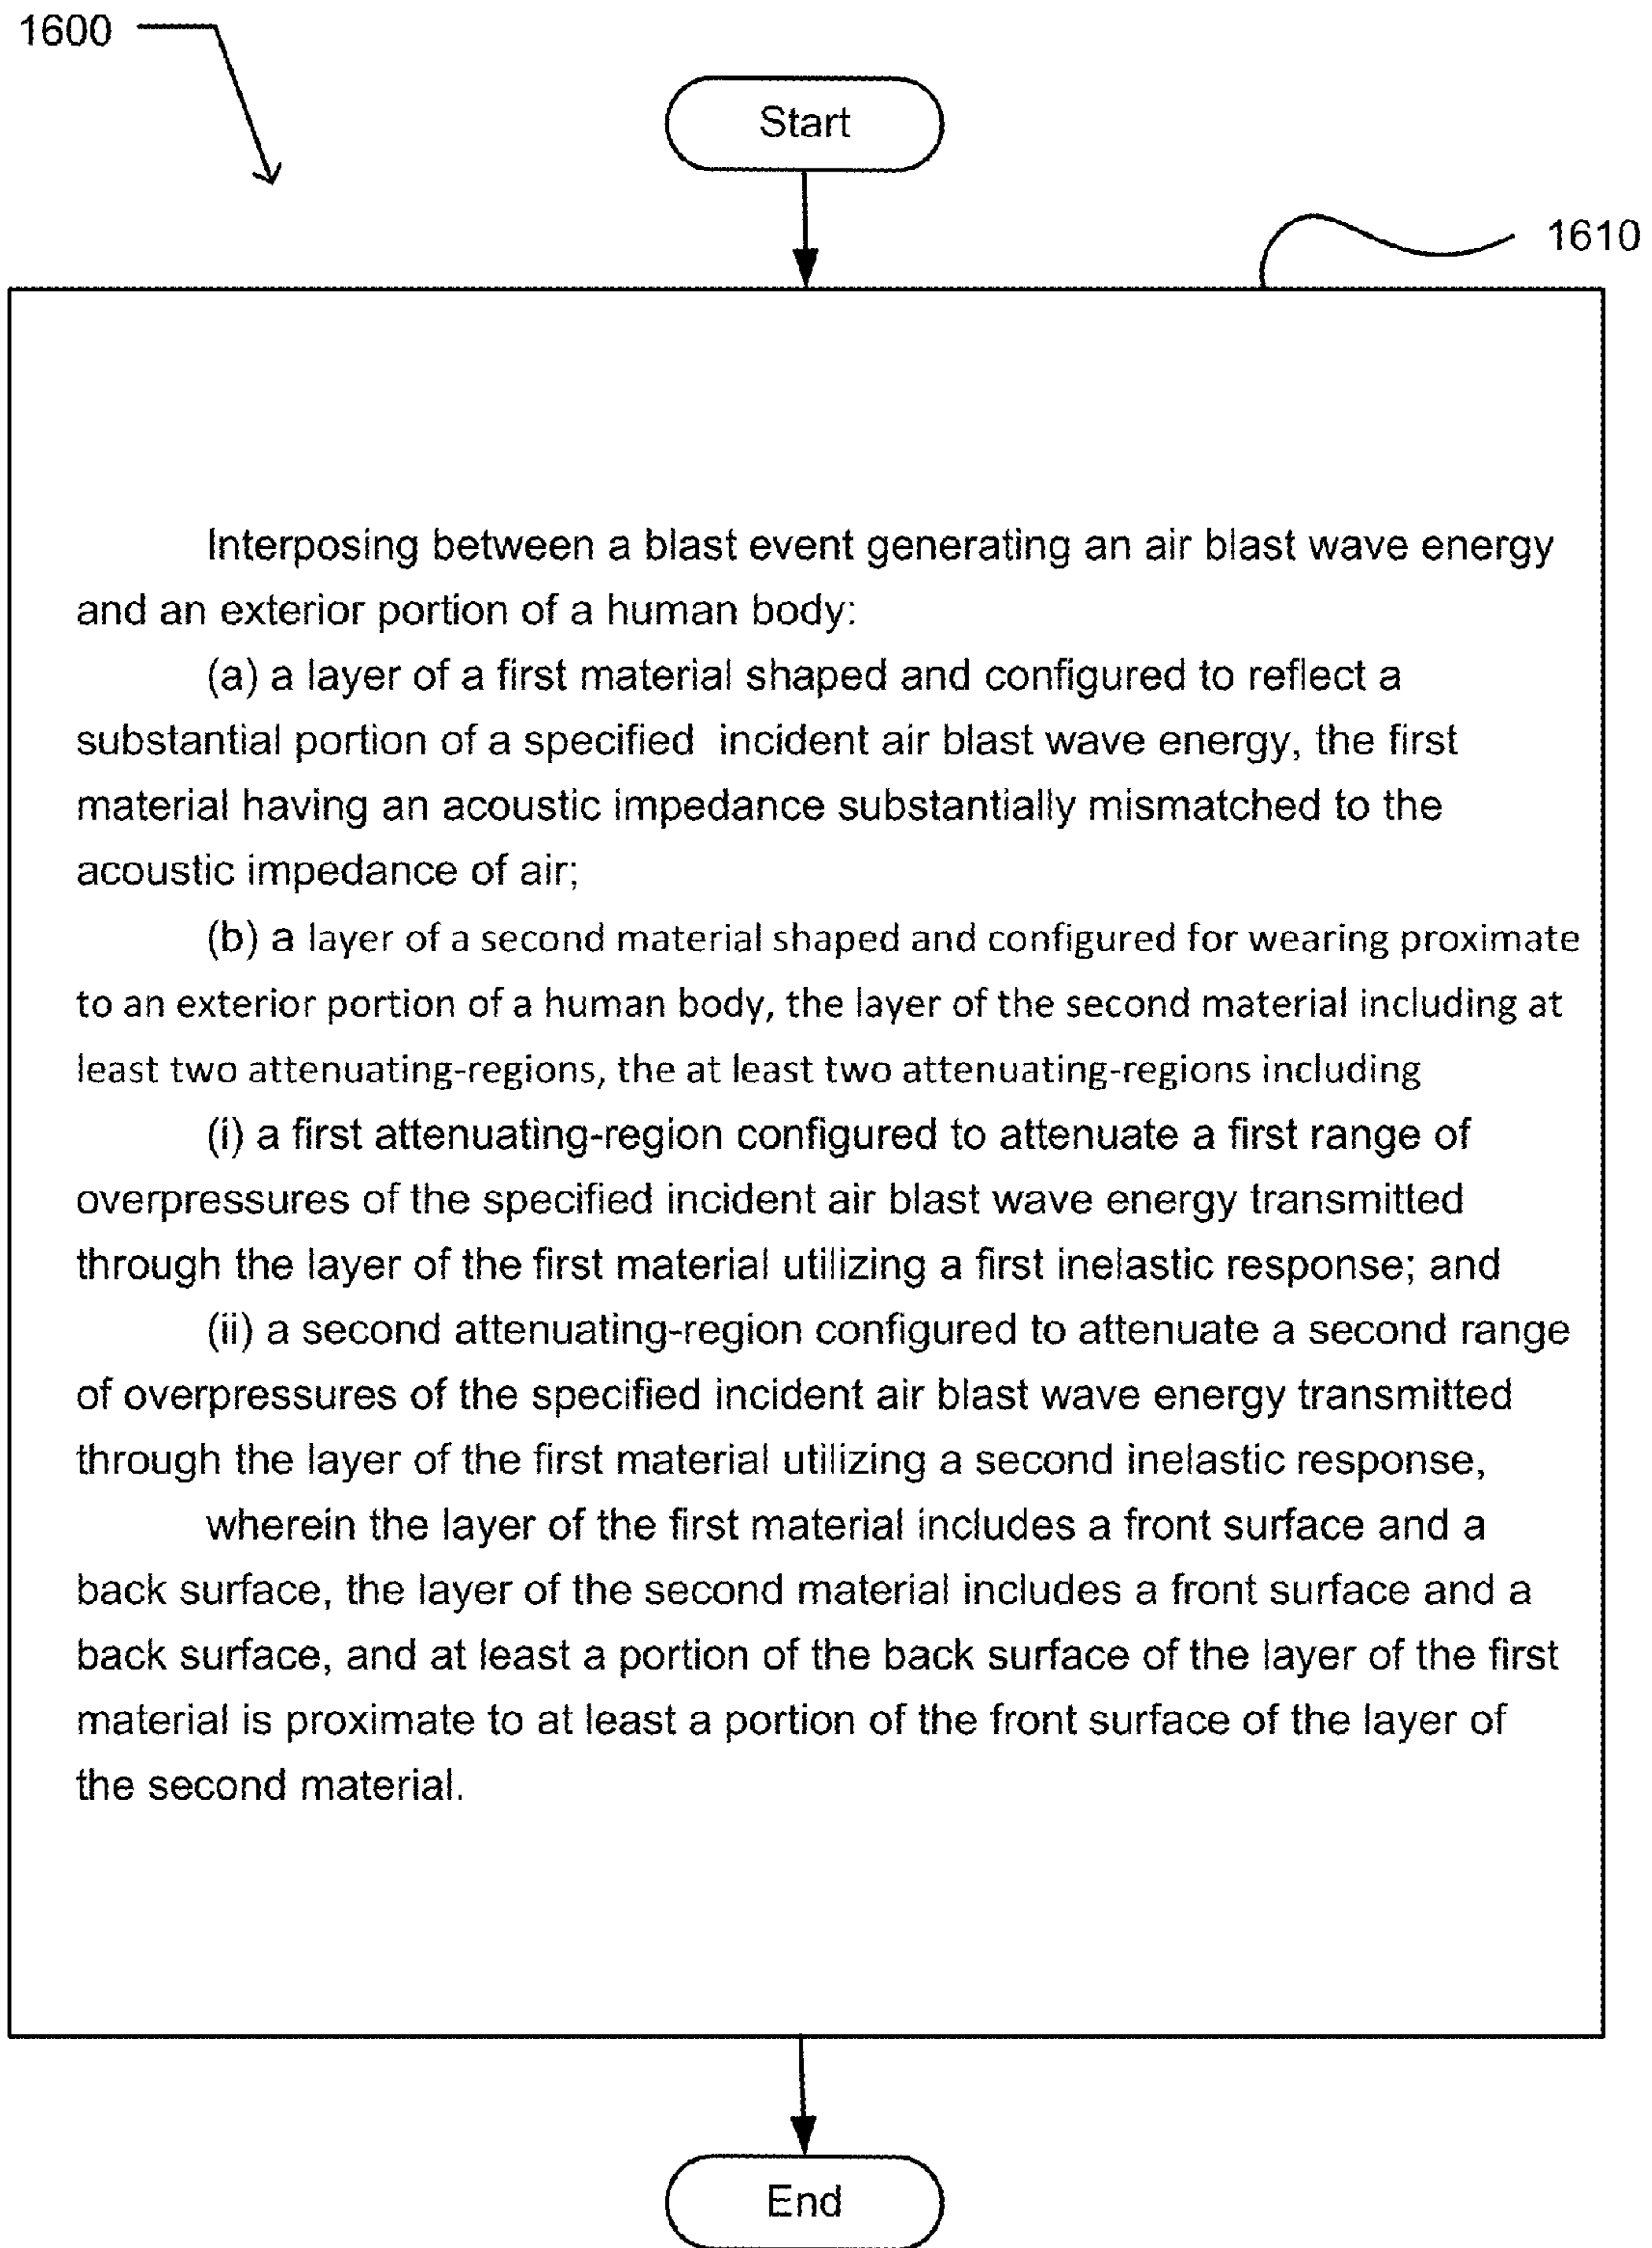 1600
Start
1610
Interposing between a blast event generating an air blast wave energy
and an exterior portion of a human body:
(a) a layer of a first material shaped and configured to reflect a
substantial portion of a specified  incident air blast wave energy, the first
material having an acoustic impedance substantially mismatched to the
acoustic impedance of air;
(b) a layer of a second material shaped and configured for wearing proximate
to an exterior portion of a human body, the layer of the second material including at
least two attenuating-regions, the at least two attenuating-regions including
(i) a first attenuating-region configured to attenuate a first range of
overpressures of the specified incident air blast wave energy transmitted
through the layer of the first material utilizing a first inelastic response; and
(ii) a second attenuating-region configured to attenuate a second range
of overpressures of the specified incident air blast wave energy transmitted
through the layer of the first material utilizing a second inelastic response,
wherein the layer of the first material includes a front surface and a
back surface, the layer of the second material includes a front surface and a
back surface, and at least a portion of the back surface of the layer of the first
material is proximate to at least a portion of the front surface of the layer of
the second material.
End